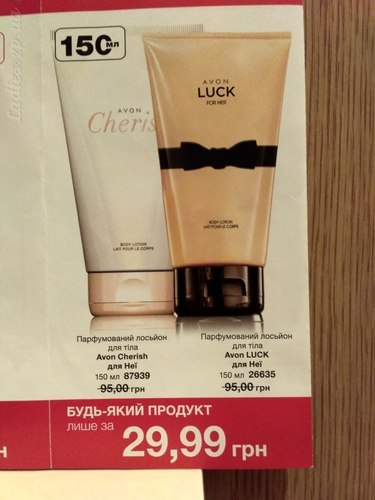 150 мл
AVON
Cheris
BODY LOTION
LAIT POUR LE CORPS
AVON
LUCK
FOR HER
BODY LOTION
LAIT POUR LE CORPS
Парфумований лосьйон
для тіла
Avon Cherish
для Неї
150 мл 87939
95,00 грн
Парфумований лосьйон
для тіла
Avon LUCK
для Неї
150 мл 26635
95,00 грн
БУДЬ-ЯКИЙ ПРОДУКТ
лише за
29,99 грн
н